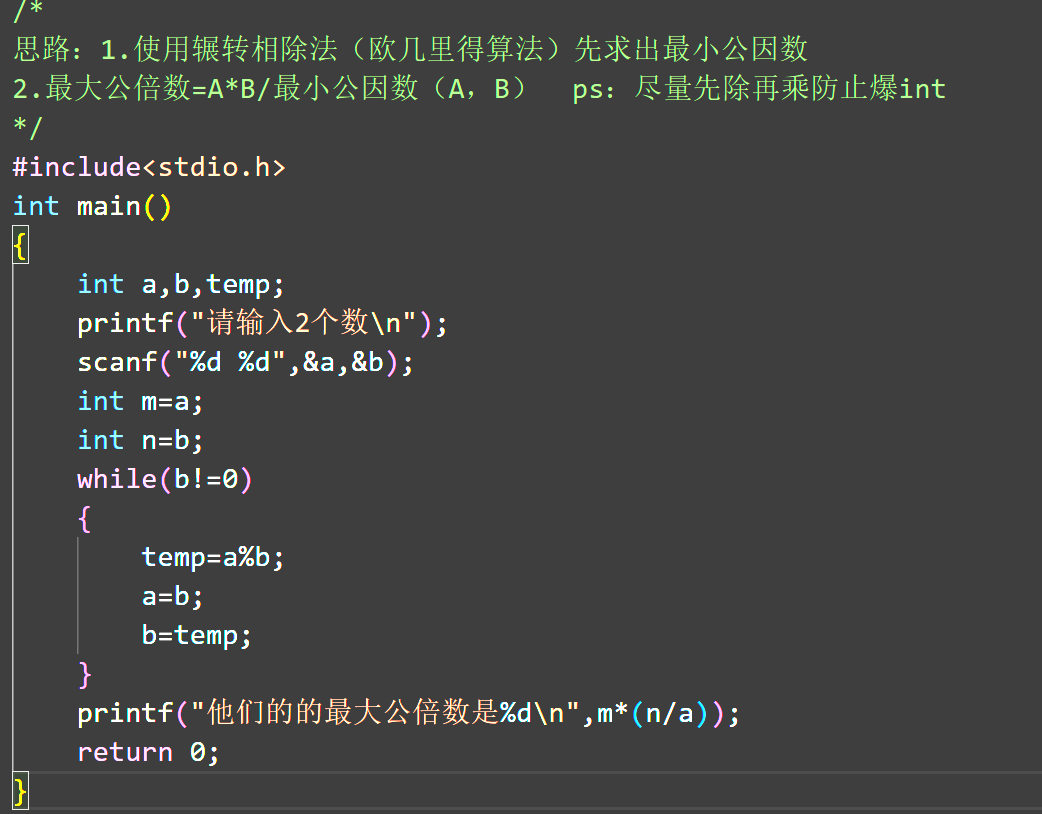 /*
思路：1.使用辗转相除法（欧几里得算法）先求出最小公因数
2.最大公倍数=A*B/最小公因数（A，B）  ps：尽量先除再乘防止爆int
*/
#include<stdio.h>
int main()
{
    int a,b,temp;
    printf("请输入2个数\n");
    scanf("%d %d",&a,&b);
    int m=a;
    int n=b;
    while(b!=0)
    {
        temp=a%b;
        a=b;
        b=temp;
    }
    printf("他们的的最大公倍数是%d\n",m*(n/a));
    return 0;
}